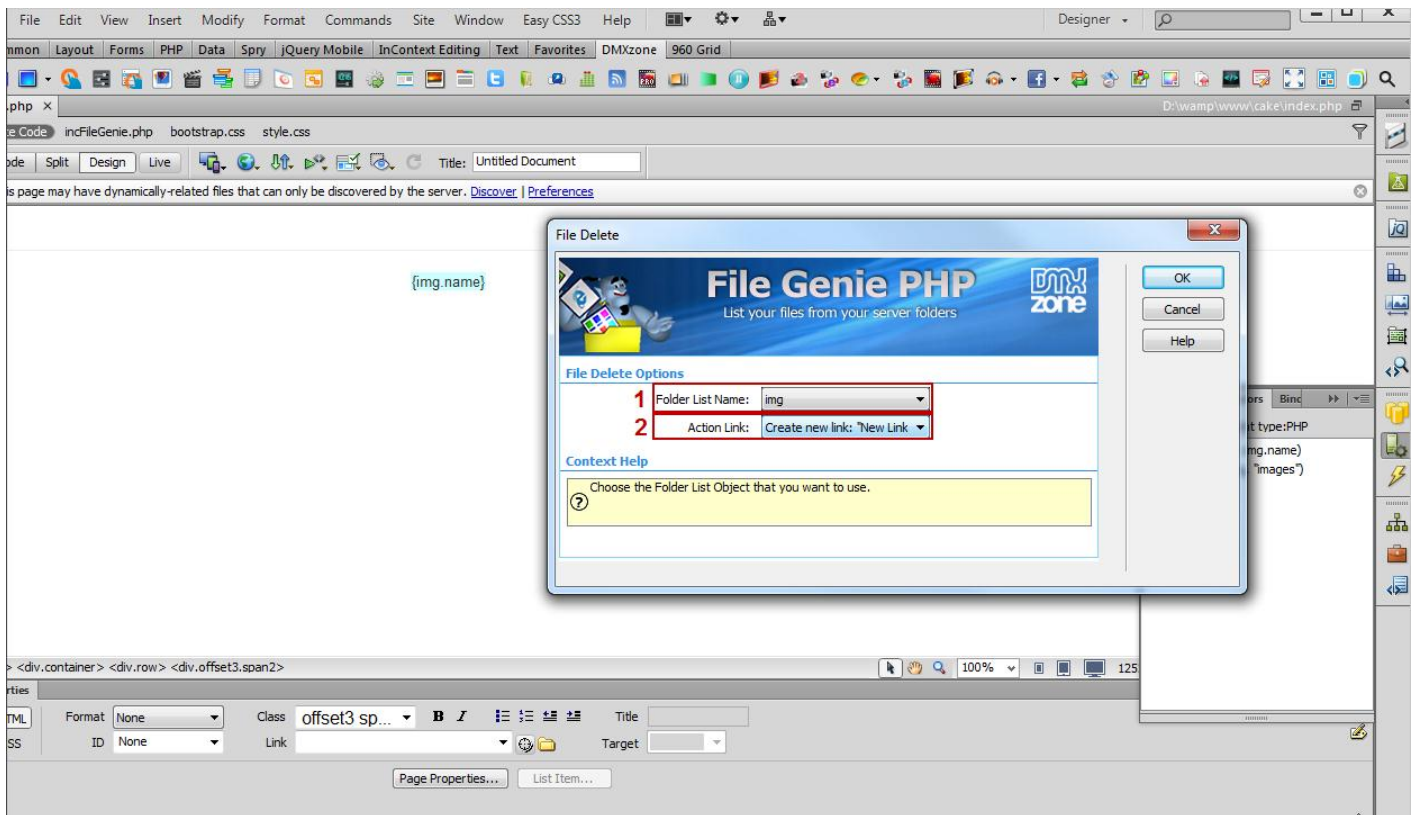 File Edit View Insert Modify Format Commands Site Window Easy CSS3 Help Designer
mmon Layout Forms PHP Data Spry jQuery Mobile InContext Editing Text Favorites DMXzone 960 Grid
.php D:\wamp\www\cake\index.php
ce Code incFileGenie.php bootstrap.css style.css
ode Split Design Live Title: Untitled Document
is page may have dynamically-related files that can only be discovered by the server. Discover | Preferences
{img.name}
File Delete
File Genie PHP
List your files from your server folders
DMX
zone
OK
Cancel
Help
File Delete Options
1 Folder List Name: img
2 Action Link: Create new link: "New Link
Context Help
Choose the Folder List Object that you want to use.
ors Bind
t type:PHP
mg.name)
"images")
> <div.container> <div.row> <div.offset3.span2> 100% 125
rties
TML Format None Class offset3 sp... B I Title
SS ID None Link Target
Page Properties... List Item...